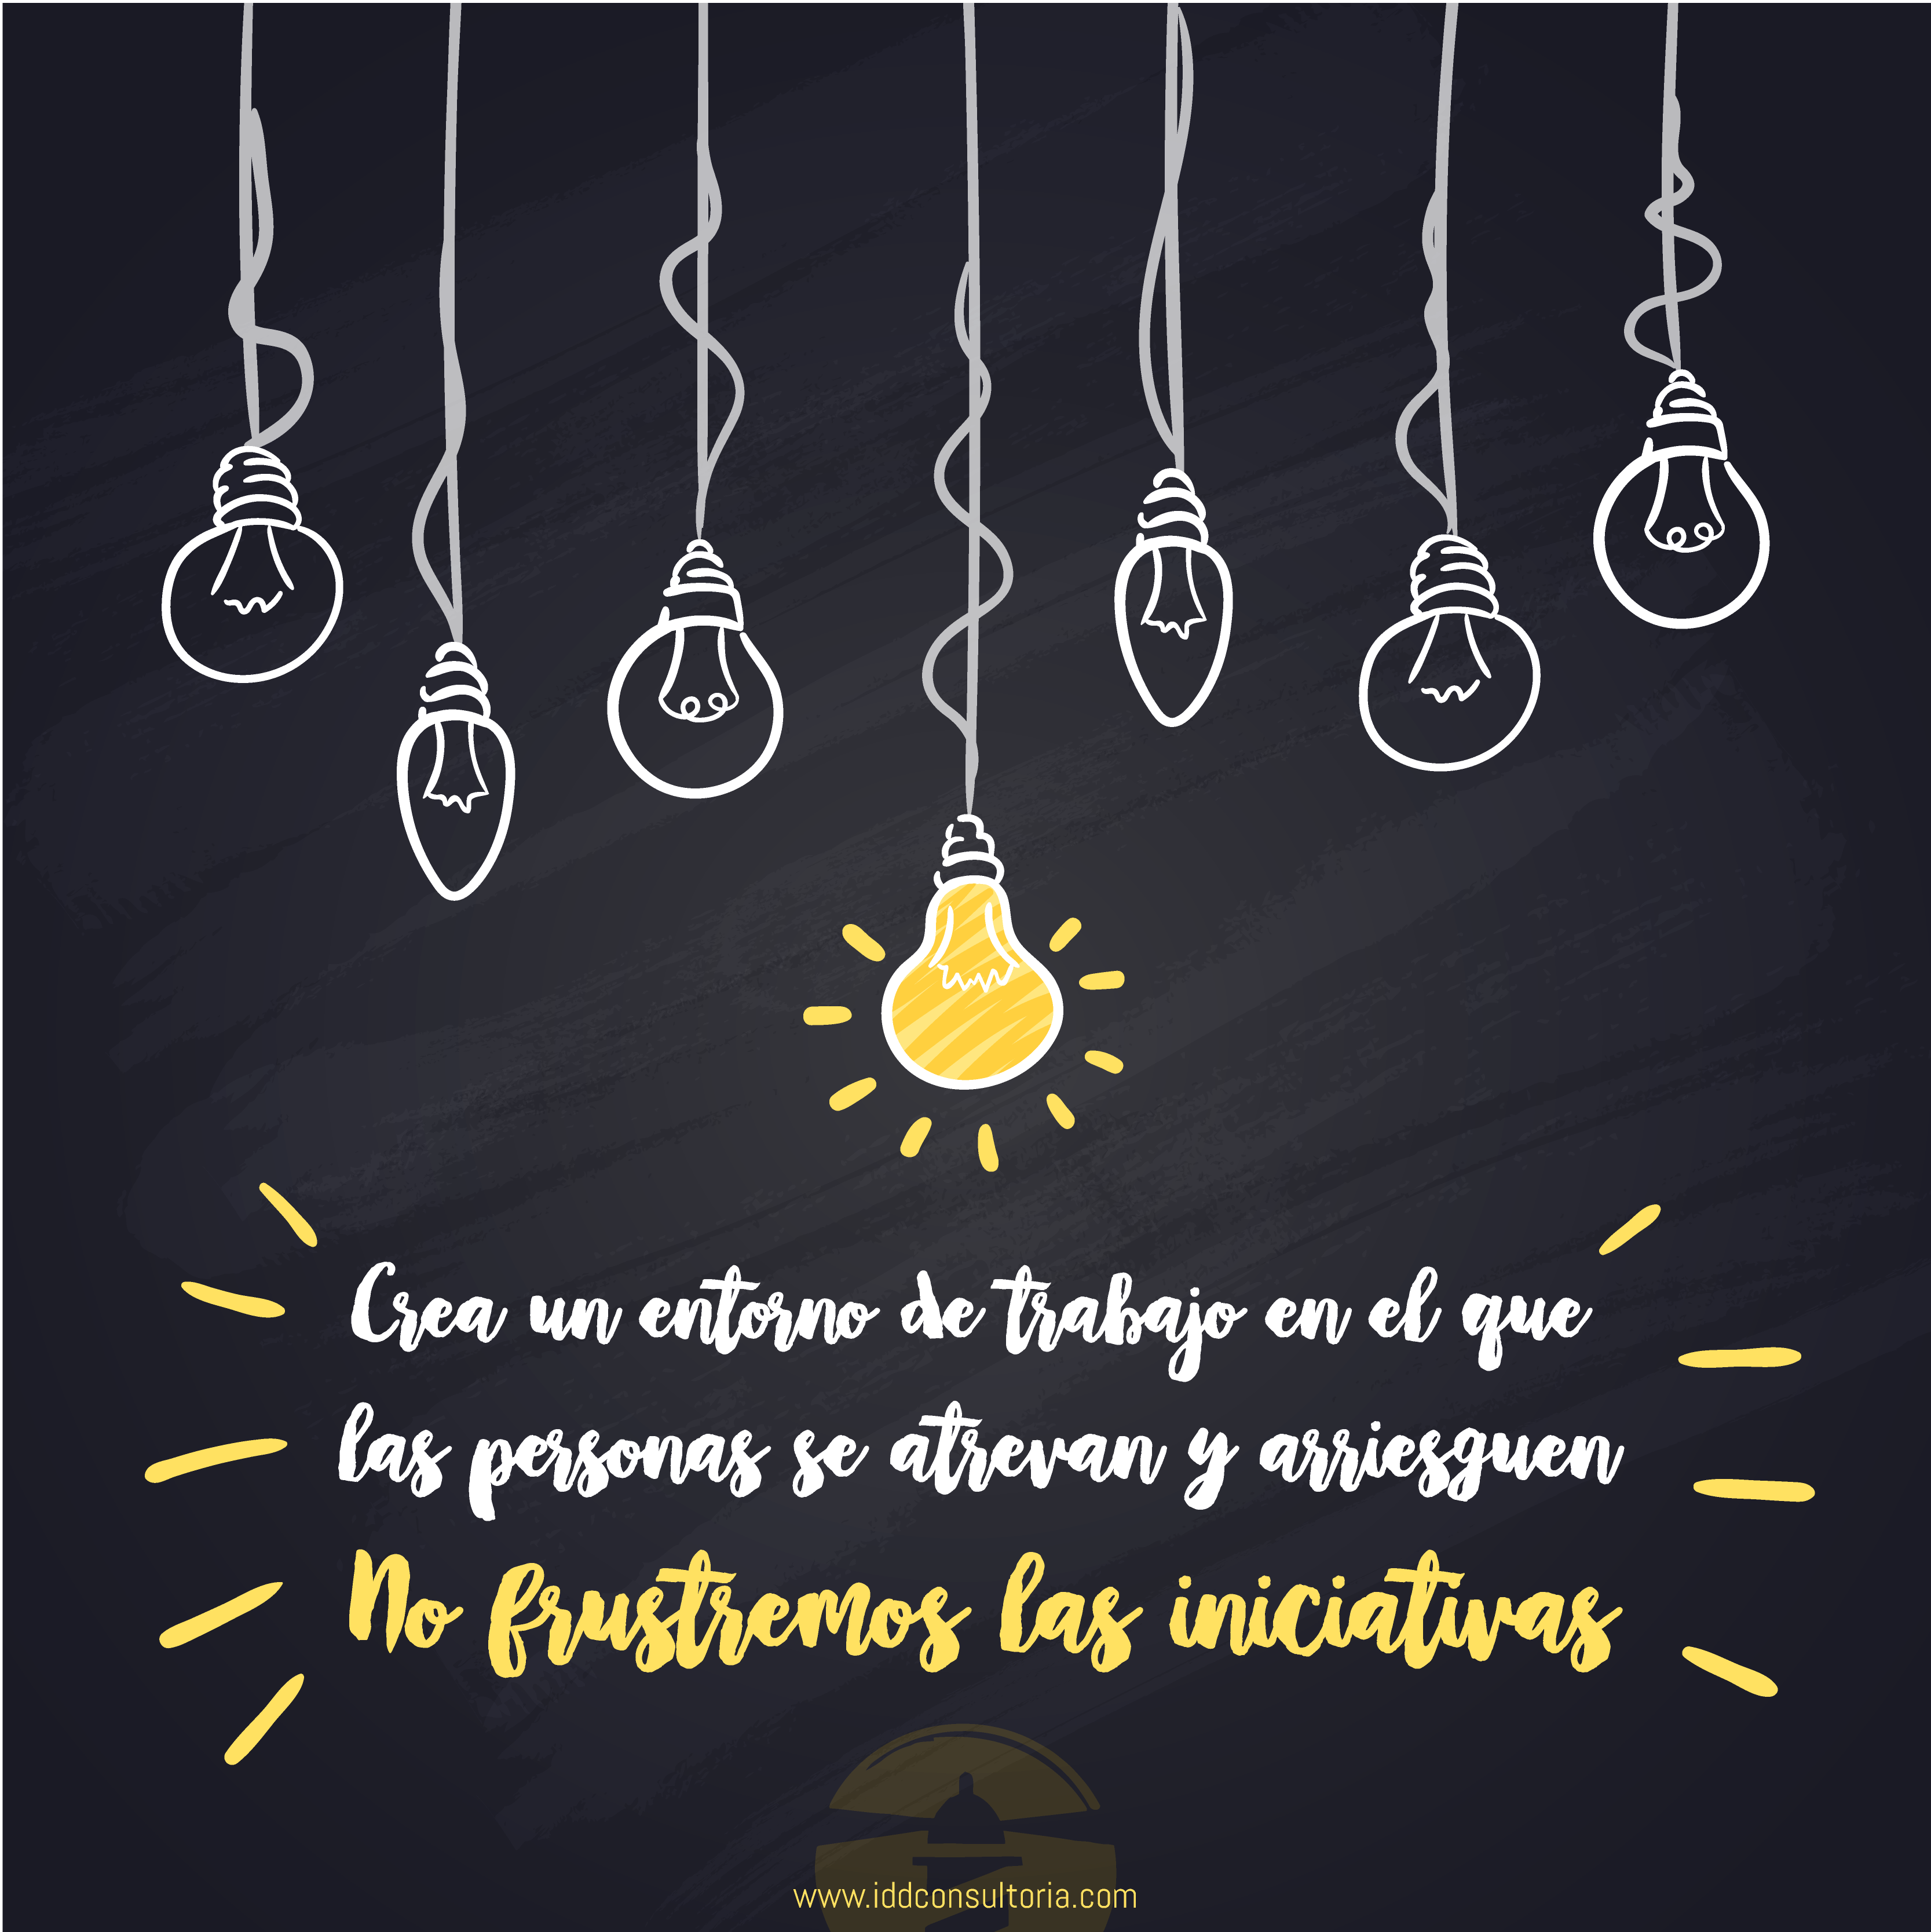 Crea un entorno de trabajo en el que
las personas se atrevan y arriesguen
No frustremos las iniciativas
www.iddconsultoria.com